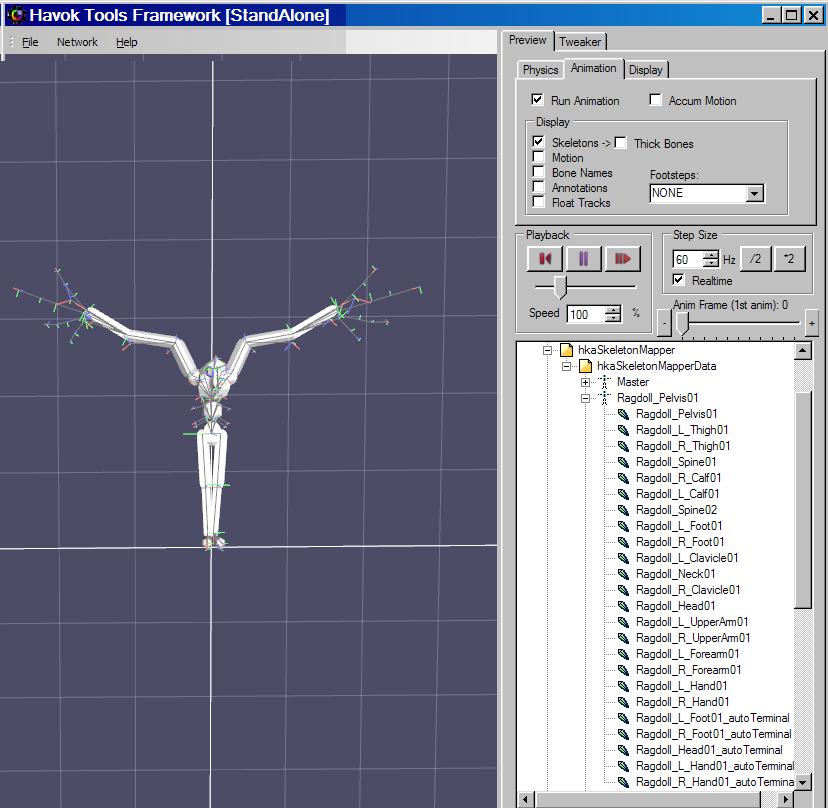 Havok Tools Framework [StandAlone]
File Network Help
Preview Tweaker
Physics Animation Display
Run Animation Accum Motion
Display
Skeletons -> Thick Bones
Motion
Bone Names Footsteps:
Annotations NONE
Float Tracks
Playback Step Size
60 Hz /2 *2
Realtime
Speed 100 % Anim Frame (1st anim): 0
- +
hkaSkeletonMapper
hkaSkeletonMapperData
Master
Ragdoll_Pelvis01
Ragdoll_Pelvis01
Ragdoll_L_Thigh01
Ragdoll_R_Thigh01
Ragdoll_Spine01
Ragdoll_R_Calf01
Ragdoll_L_Calf01
Ragdoll_Spine02
Ragdoll_L_Foot01
Ragdoll_R_Foot01
Ragdoll_L_Clavicle01
Ragdoll_Neck01
Ragdoll_R_Clavicle01
Ragdoll_Head01
Ragdoll_L_UpperArm01
Ragdoll_R_UpperArm01
Ragdoll_L_Forearm01
Ragdoll_R_Forearm01
Ragdoll_L_Hand01
Ragdoll_R_Hand01
Ragdoll_L_Foot01_autoTerminal
Ragdoll_R_Foot01_autoTerminal
Ragdoll_Head01_autoTerminal
Ragdoll_L_Hand01_autoTermina
Ragdoll_R_Hand01_autoTermina